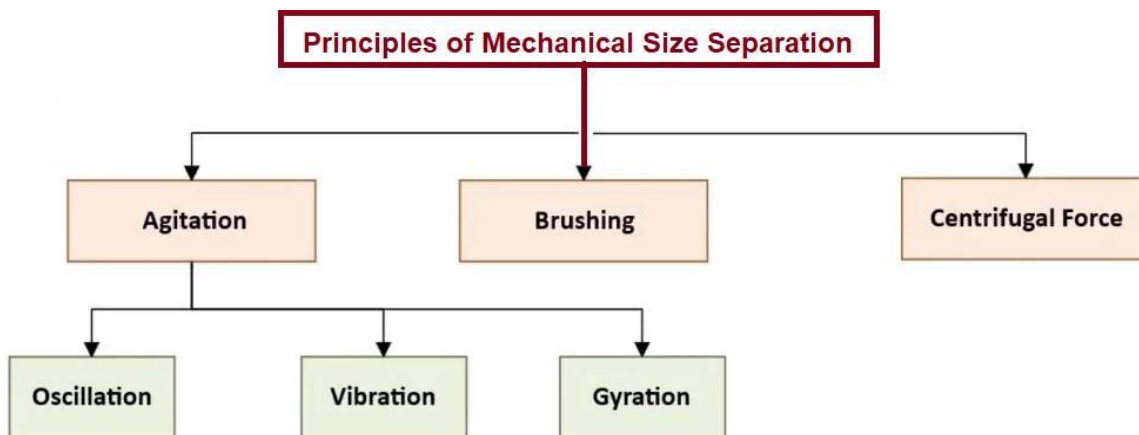 Principles of Mechanical Size Separation
Agitation
Brushing
Centrifugal Force
Oscillation
Vibration
Gyration